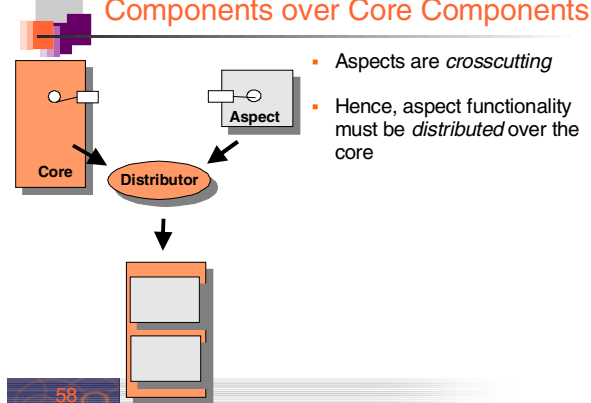 Components over Core Components
▪ Aspects are crosscutting
▪ Hence, aspect functionality
must be distributed over the
core
Aspect
Core
Distributor
58